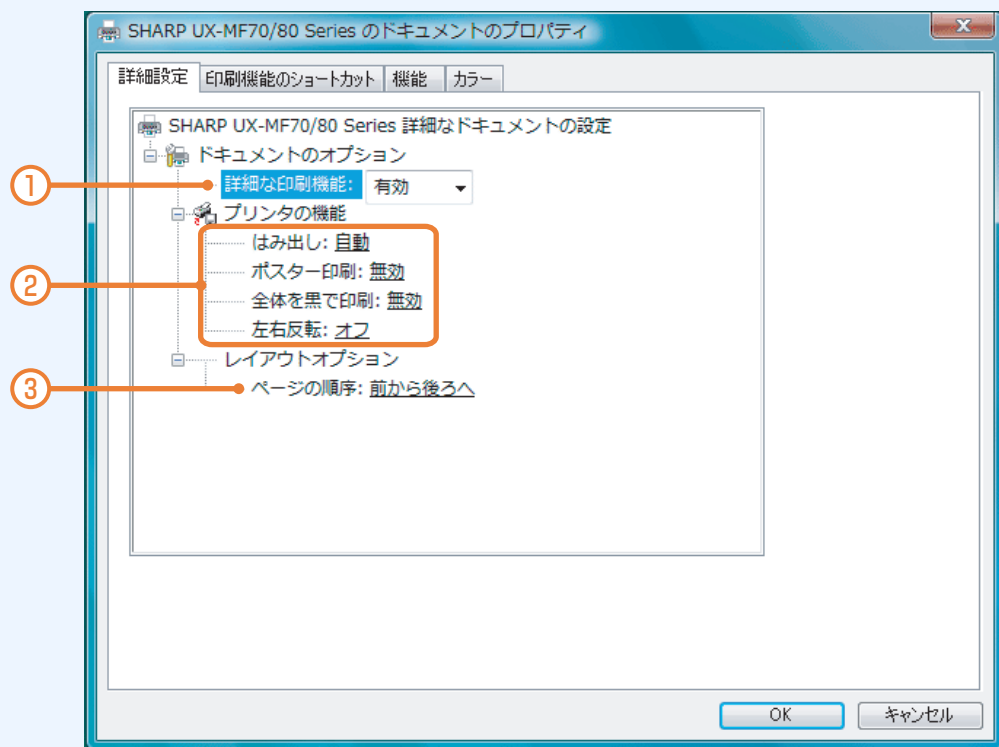 SHARP UX-MF70/80 Series のドキュメントのプロパティ
詳細設定 印刷機能のショートカット 機能 カラー
SHARP UX-MF70/80 Series 詳細なドキュメントの設定
ドキュメントのオプション
① 詳細な印刷機能: 有効
プリンタの機能
はみ出し: 自動
② ポスター印刷: 無効
全体を黒で印刷: 無効
左右反転: オフ
レイアウトオプション
③ ページの順序: 前から後ろへ
OK キャンセル